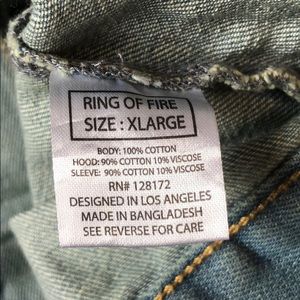 RING OF FIRE
SIZE : XLARGE
BODY: 100% COTTON
HOOD: 90% COTTON 10% VISCOSE
SLEEVE: 90% COTTON 10% VISCOSE
RN# 128172
DESIGNED IN LOS ANGELES
MADE IN BANGLADESH
SEE REVERSE FOR CARE